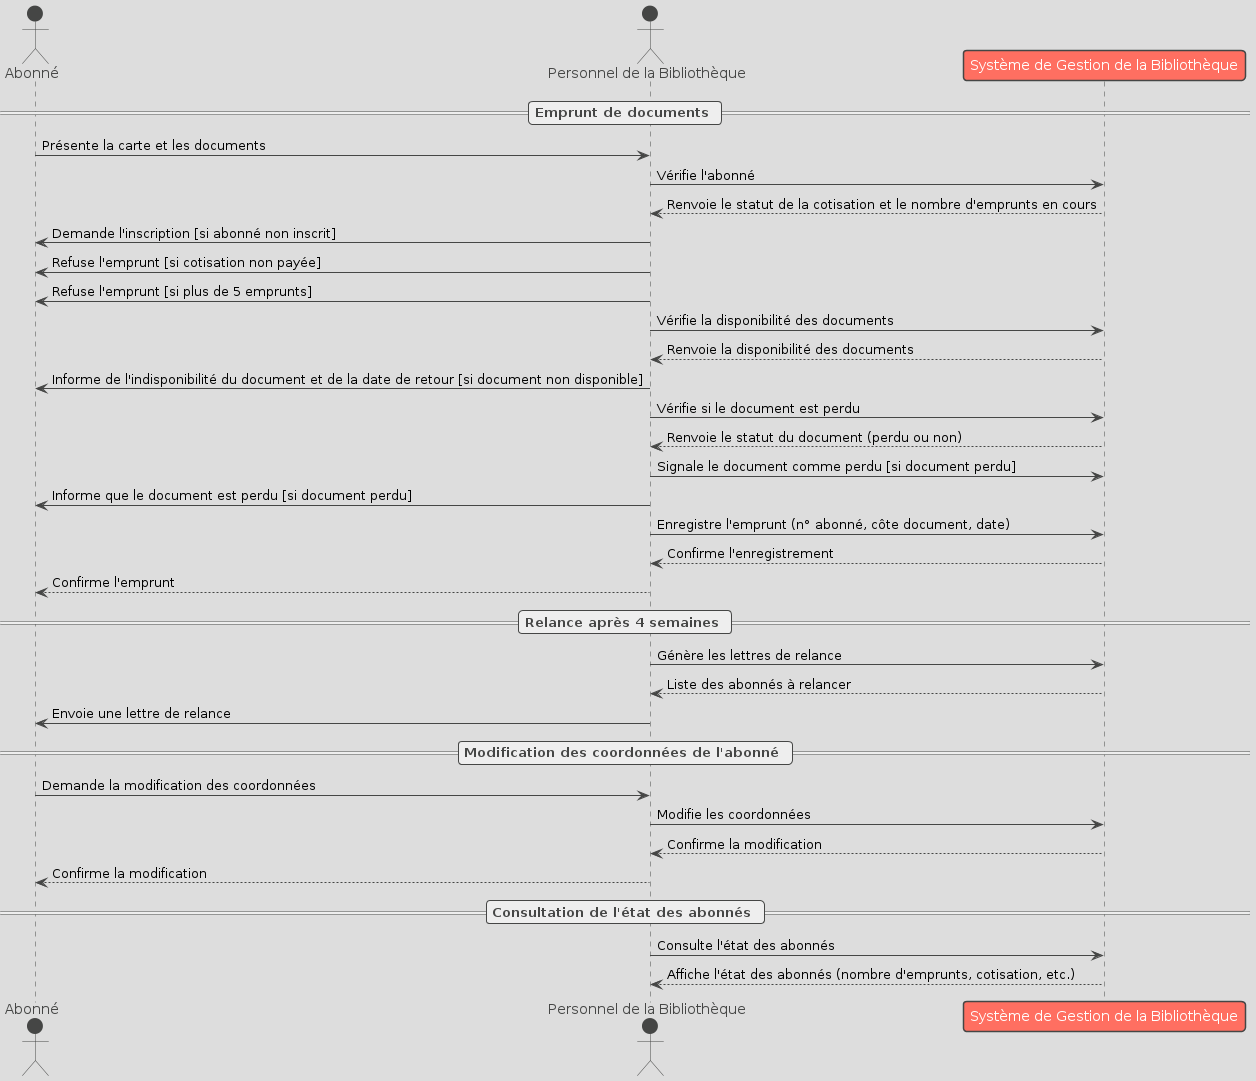 Abonné
Personnel de la Bibliothèque
Système de Gestion de la Bibliothèque
Emprunt de documents
Présente la carte et les documents
Vérifie l'abonné
Renvoie le statut de la cotisation et le nombre d'emprunts en cours
Demande l'inscription [si abonné non inscrit]
Refuse l'emprunt [si cotisation non payée]
Refuse l'emprunt [si plus de 5 emprunts]
Vérifie la disponibilité des documents
Renvoie la disponibilité des documents
Informe de l'indisponibilité du document et de la date de retour [si document non disponible]
Vérifie si le document est perdu
Renvoie le statut du document (perdu ou non)
Signale le document comme perdu [si document perdu]
Informe que le document est perdu [si document perdu]
Enregistre l'emprunt (n° abonné, côte document, date)
Confirme l'enregistrement
Confirme l'emprunt
Relance après 4 semaines
Génère les lettres de relance
Liste des abonnés à relancer
Envoie une lettre de relance
Modification des coordonnées de l'abonné
Demande la modification des coordonnées
Modifie les coordonnées
Confirme la modification
Confirme la modification
Consultation de l'état des abonnés
Consulte l'état des abonnés
Affiche l'état des abonnés (nombre d'emprunts, cotisation, etc.)
Abonné
Personnel de la Bibliothèque
Système de Gestion de la Bibliothèque